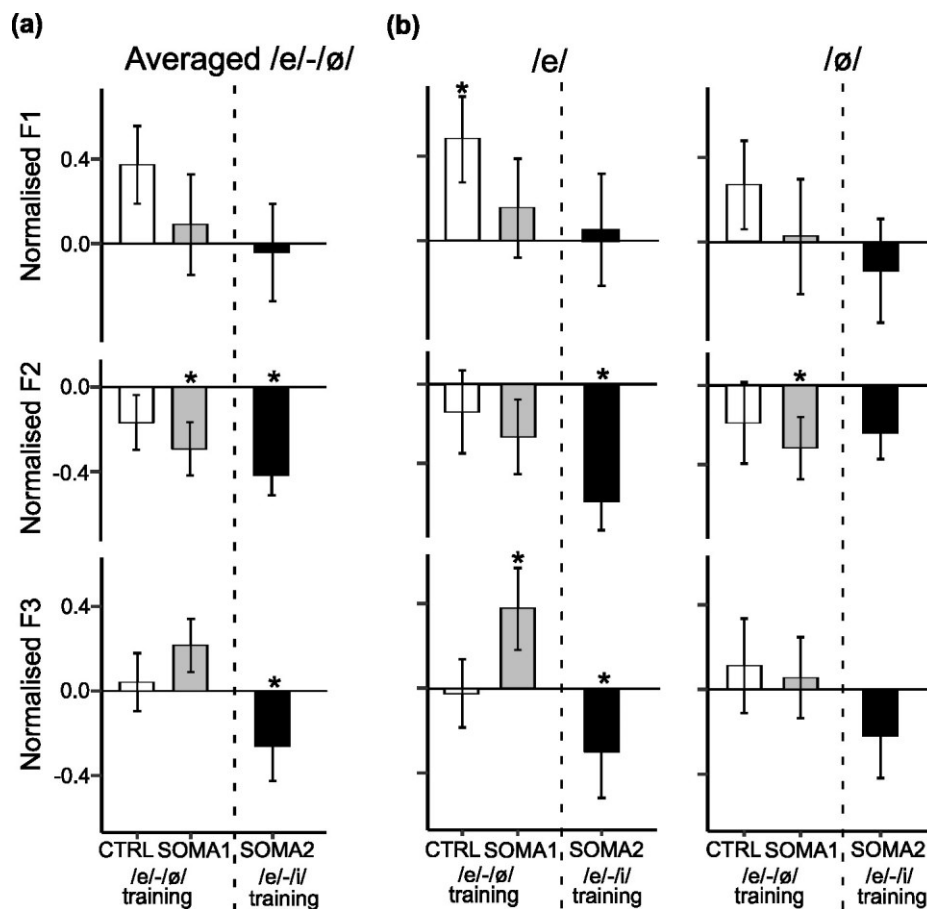 (a)
Averaged /e/-/ø/
(b)
/e/
/ø/
Normalised F1
0.4
0.0
*
Normalised F2
0.0
-0.4
* * * *
Normalised F3
0.4
0.0
-0.4
* * *
CTRL SOMA1 SOMA2
/e/-/ø/ training
/e/-/i/ training
CTRL SOMA1 SOMA2
/e/-/ø/ training
/e/-/i/ training
CTRL SOMA1 SOMA2
/e/-/ø/ training
/e/-/i/ training